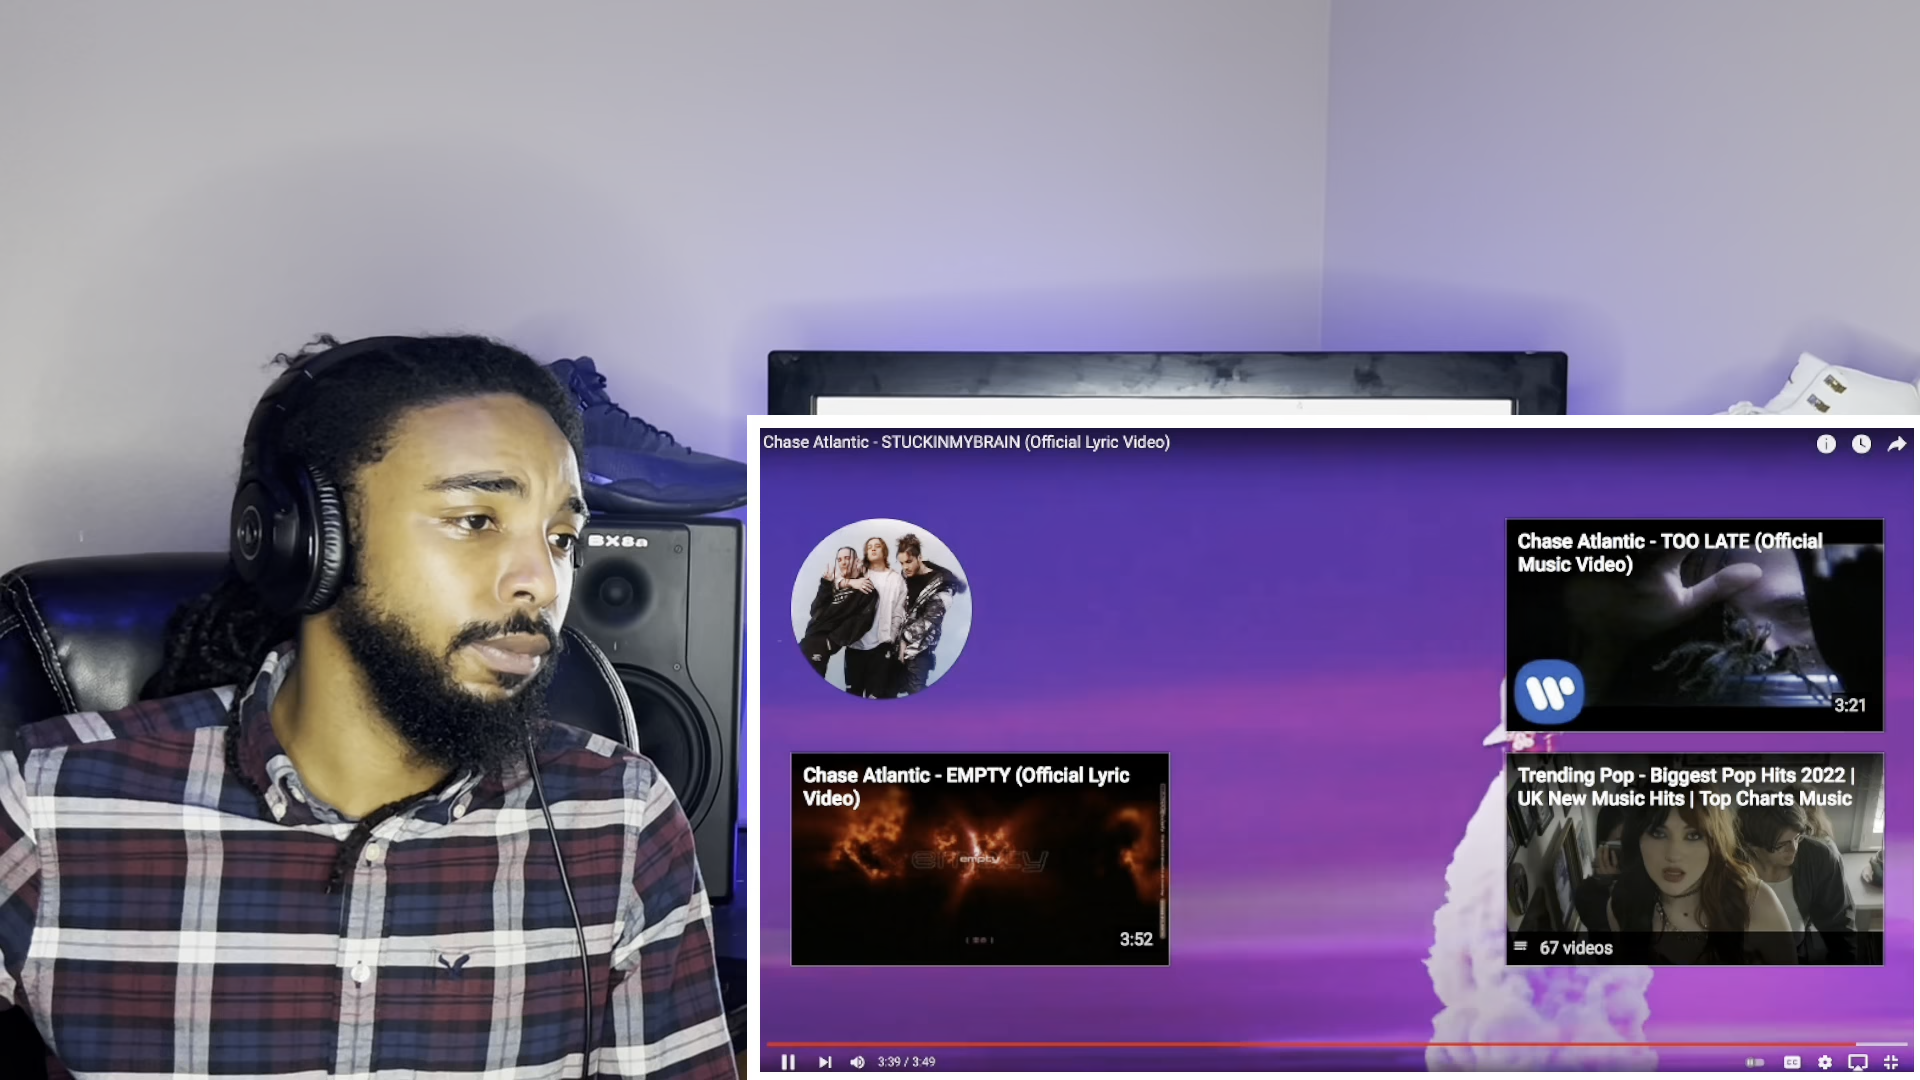 BX8a
Chase Atlantic - STUCKINMYBRAIN (Official Lyric Video)
Chase Atlantic - TOO LATE (Official
Music Video)
3:21
Chase Atlantic - EMPTY (Official Lyric
Video)
empty
3:52
Trending Pop - Biggest Pop Hits 2022 |
UK New Music Hits | Top Charts Music
67 videos
3:39 / 3:49
CC